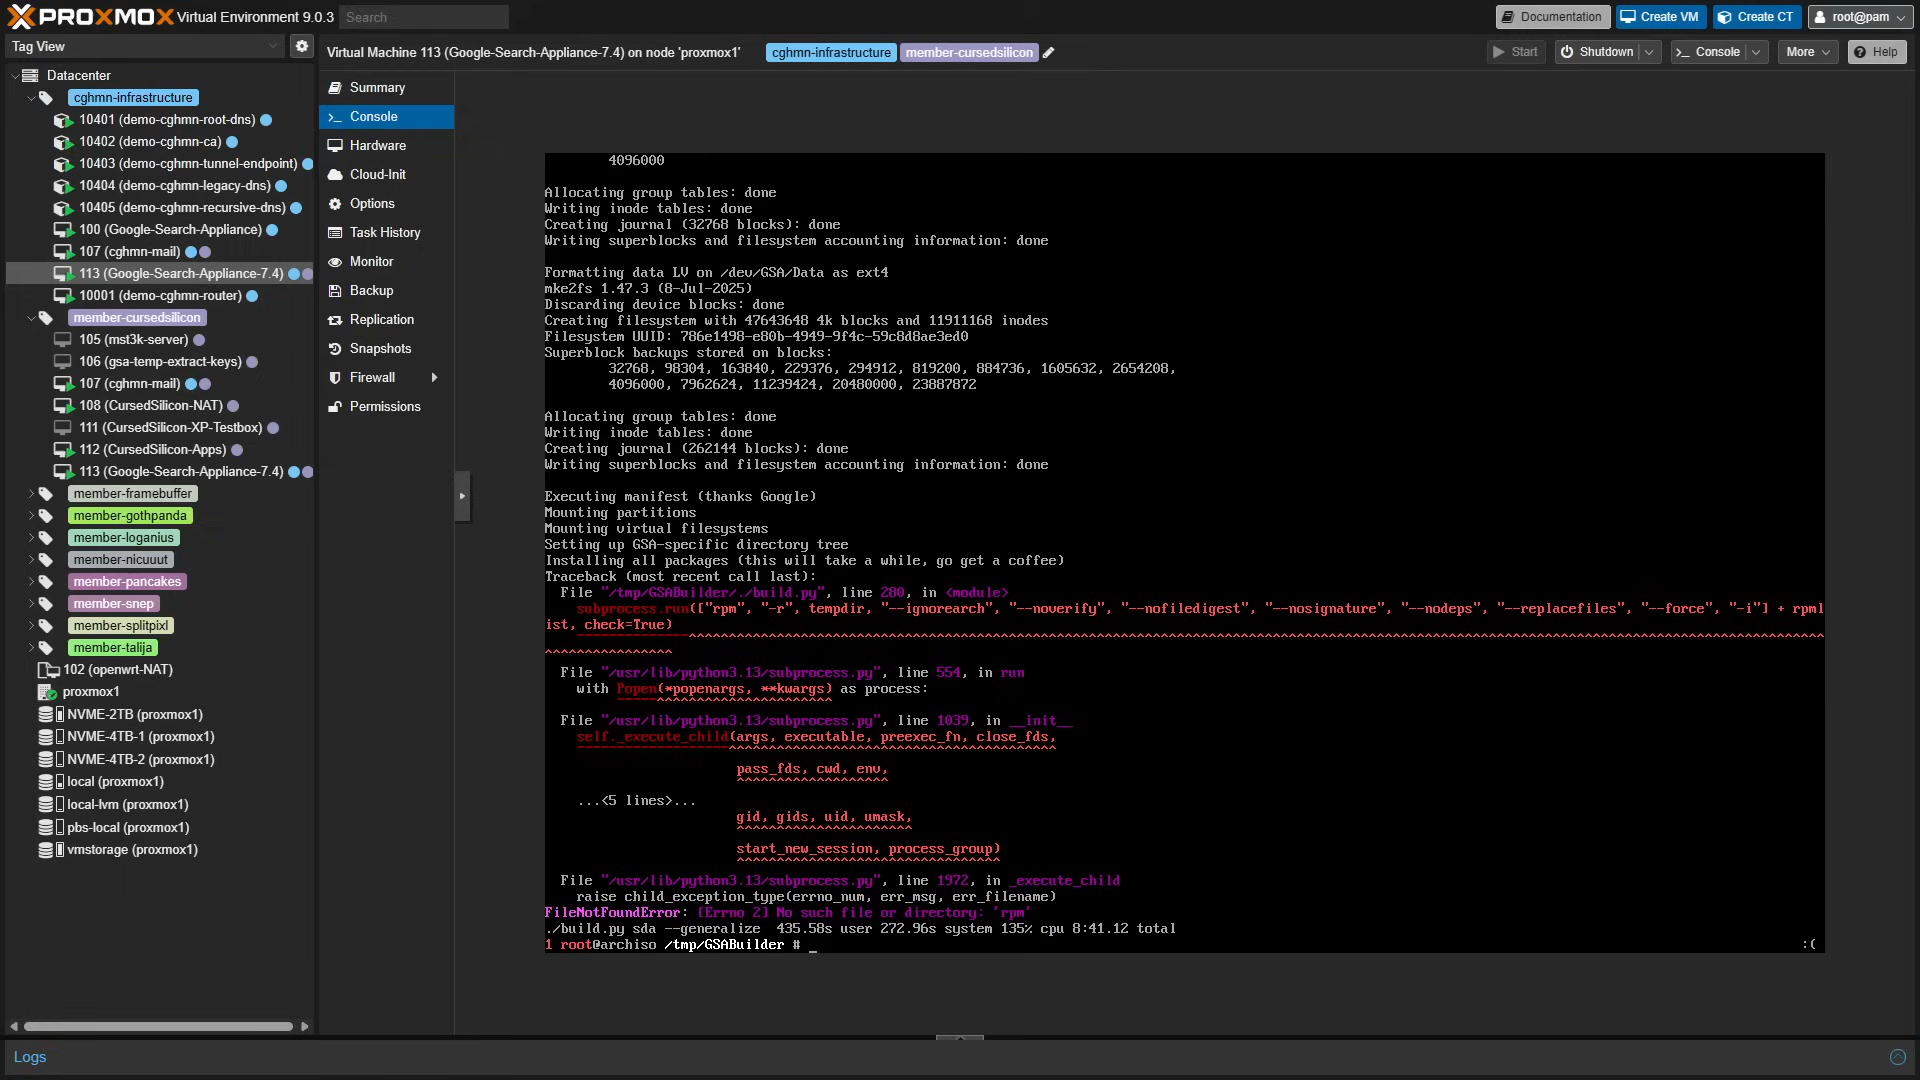 PROXMOX Virtual Environment 9.0.3
Search
Documentation
Create VM
Create CT
root@pam
Tag View
Virtual Machine 113 (Google-Search-Appliance-7.4) on node 'proxmox1'
cghmn-infrastructure
member-cursedsilicon
Start
Shutdown
Console
More
Help
Datacenter
cghmn-infrastructure
10401 (demo-cghmn-root-dns)
10402 (demo-cghmn-ca)
10403 (demo-cghmn-tunnel-endpoint)
10404 (demo-cghmn-legacy-dns)
10405 (demo-cghmn-recursive-dns)
100 (Google-Search-Appliance)
107 (cghmn-mail)
113 (Google-Search-Appliance-7.4)
10001 (demo-cghmn-router)
member-cursedsilicon
105 (mst3k-server)
106 (gsa-temp-extract-keys)
107 (cghmn-mail)
108 (CursedSilicon-NAT)
111 (CursedSilicon-XP-Testbox)
112 (CursedSilicon-Apps)
113 (Google-Search-Appliance-7.4)
member-framebuffer
member-gothpanda
member-loganius
member-nicuuut
member-pancakes
member-snep
member-splitpixl
member-talija
102 (openwrt-NAT)
proxmox1
NVME-2TB (proxmox1)
NVME-4TB-1 (proxmox1)
NVME-4TB-2 (proxmox1)
local (proxmox1)
local-lvm (proxmox1)
pbs-local (proxmox1)
vmstorage (proxmox1)
Summary
Console
Hardware
Cloud-Init
Options
Task History
Monitor
Backup
Replication
Snapshots
Firewall
Permissions
4096000
Allocating group tables: done
Writing inode tables: done
Creating journal (32768 blocks): done
Writing superblocks and filesystem accounting information: done
Formatting data LV on /dev/GSA/Data as ext4
mke2fs 1.47.3 (8-Jul-2025)
Discarding device blocks: done
Creating filesystem with 47643648 4k blocks and 11911168 inodes
Filesystem UUID: 786e1498-e80b-4949-9f4c-59c8d8ae3ed0
Superblock backups stored on blocks:
32768, 98304, 163840, 229376, 294912, 819200, 884736, 1605632, 2654208,
4096000, 7962624, 11239424, 20480000, 23887872
Allocating group tables: done
Writing inode tables: done
Creating journal (262144 blocks): done
Writing superblocks and filesystem accounting information: done
Executing manifest (thanks Google)
Mounting partitions
Mounting virtual filesystems
Setting up GSA-specific directory tree
Installing all packages (this will take a while, go get a coffee)
Traceback (most recent call last):
File "/tmp/GSABuilder/./build.py", line 280, in <module>
subprocess.run(["rpm", "-r", tempdir, "--ignorearch", "--noverify", "--nofiledigest", "--nosignature", "--nodeps", "--replacefiles", "--force", "-i"] + rpml
ist, check=True)
File "/usr/lib/python3.13/subprocess.py", line 554, in run
with Popen(*popenargs, **kwargs) as process:
File "/usr/lib/python3.13/subprocess.py", line 1039, in __init__
self._execute_child(args, executable, preexec_fn, close_fds,
pass_fds, cwd, env,
...<5 lines>...
gid, gids, uid, umask,
start_new_session, process_group)
File "/usr/lib/python3.13/subprocess.py", line 1972, in _execute_child
raise child_exception_type(errno_num, err_msg, err_filename)
FileNotFoundError: [Errno 2] No such file or directory: 'rpm'
./build.py sda --generalize  435.58s user 272.96s system 135% cpu 8:41.12 total
1 root@archiso /tmp/GSABuilder # _
:(
Logs